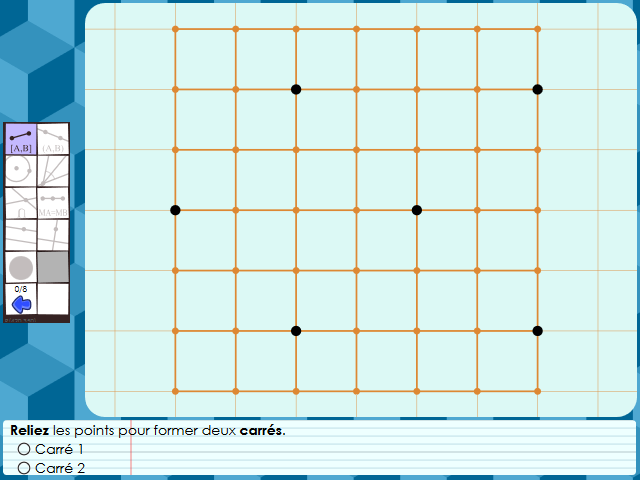 [A,B]
(A,B)
MA=MB
0/8
Reliez les points pour former deux carrés.
Carré 1
Carré 2